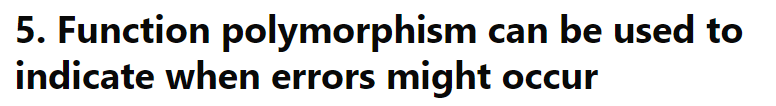 5. Function polymorphism can be used to
indicate when errors might occur